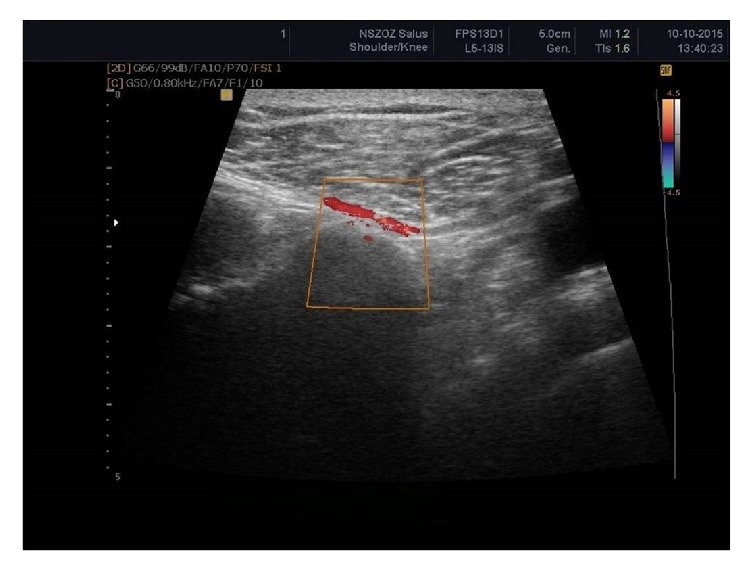 1 NSZOZ Salus FPS13D1 5.0cm MI 1.2 10-10-2015
Shoulder/Knee L5-13IS Gen. TIs 1.6 13:40:23
[2D] G66/99dB/FA10/P70/FSI 1
[C] G50/0.80kHz/FA7/F1/10
0
4.5
4.5
5